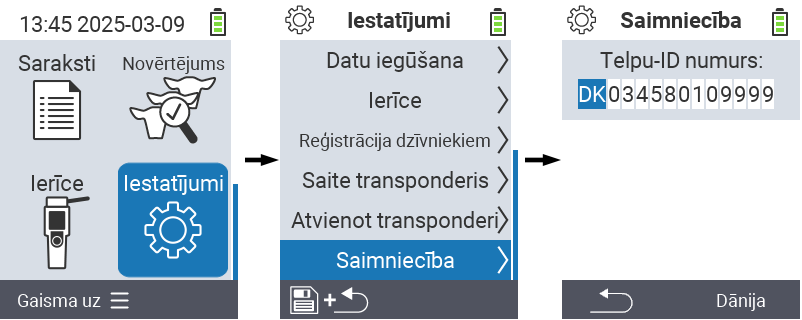 13:45 2025-03-09
Saraksti
Novērtējums
Ierīce
Iestatījumi
Gaisma uz
Iestatījumi
Datu iegūšana
Ierīce
Reģistrācija dzīvniekiem
Saite transponderis
Atvienot transponderi
Saimniecība
Saimniecība
Telpu-ID numurs:
DK034580109999
Dānija